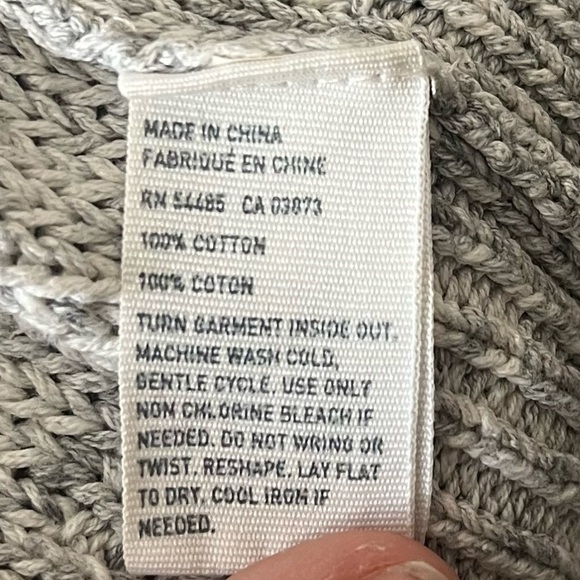 MADE IN CHINA
FABRIQUÉ EN CHINE
RN 54485 CA 03873
100% COTTON
100% COTON
TURN GARMENT INSIDE OUT.
MACHINE WASH COLD,
GENTLE CYCLE. USE ONLY
NON CHLORINE BLEACH IF
NEEDED. DO NOT WRING OR
TWIST. RESHAPE. LAY FLAT
TO DRY. COOL IRON IF
NEEDED.